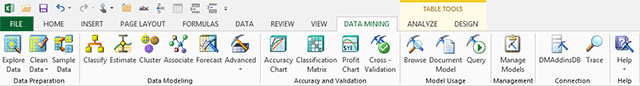 TABLE TOOLS
FILE HOME INSERT PAGE LAYOUT FORMULAS DATA REVIEW VIEW DATA MINING ANALYZE DESIGN
Explore Clean Sample Classify Estimate Cluster Associate Forecast Advanced Accuracy Classification Profit Cross - Browse Document Query Manage DMAddinsDB Trace Help
Data Data Data Chart Matrix Chart Validation Model Models
Data Preparation Data Modeling Accuracy and Validation Model Usage Management Connection Help